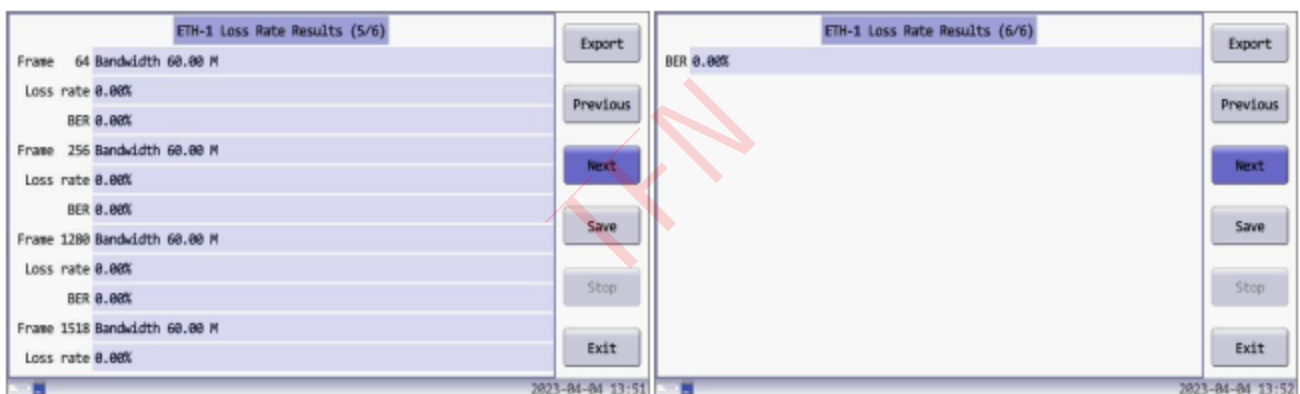 ETH-1 Loss Rate Results (5/6)
Frame 64 Bandwidth 60.00 M
Loss rate 0.00%
BER 0.00%
Frame 256 Bandwidth 60.00 M
Loss rate 0.00%
BER 0.00%
Frame 1280 Bandwidth 60.00 M
Loss rate 0.00%
BER 0.00%
Frame 1518 Bandwidth 60.00 M
Loss rate 0.00%
Export
Previous
Next
Save
Stop
Exit
2023-04-04 13:51
ETH-1 Loss Rate Results (6/6)
BER 0.00%
Export
Previous
Next
Save
Stop
Exit
2023-04-04 13:52
TFN